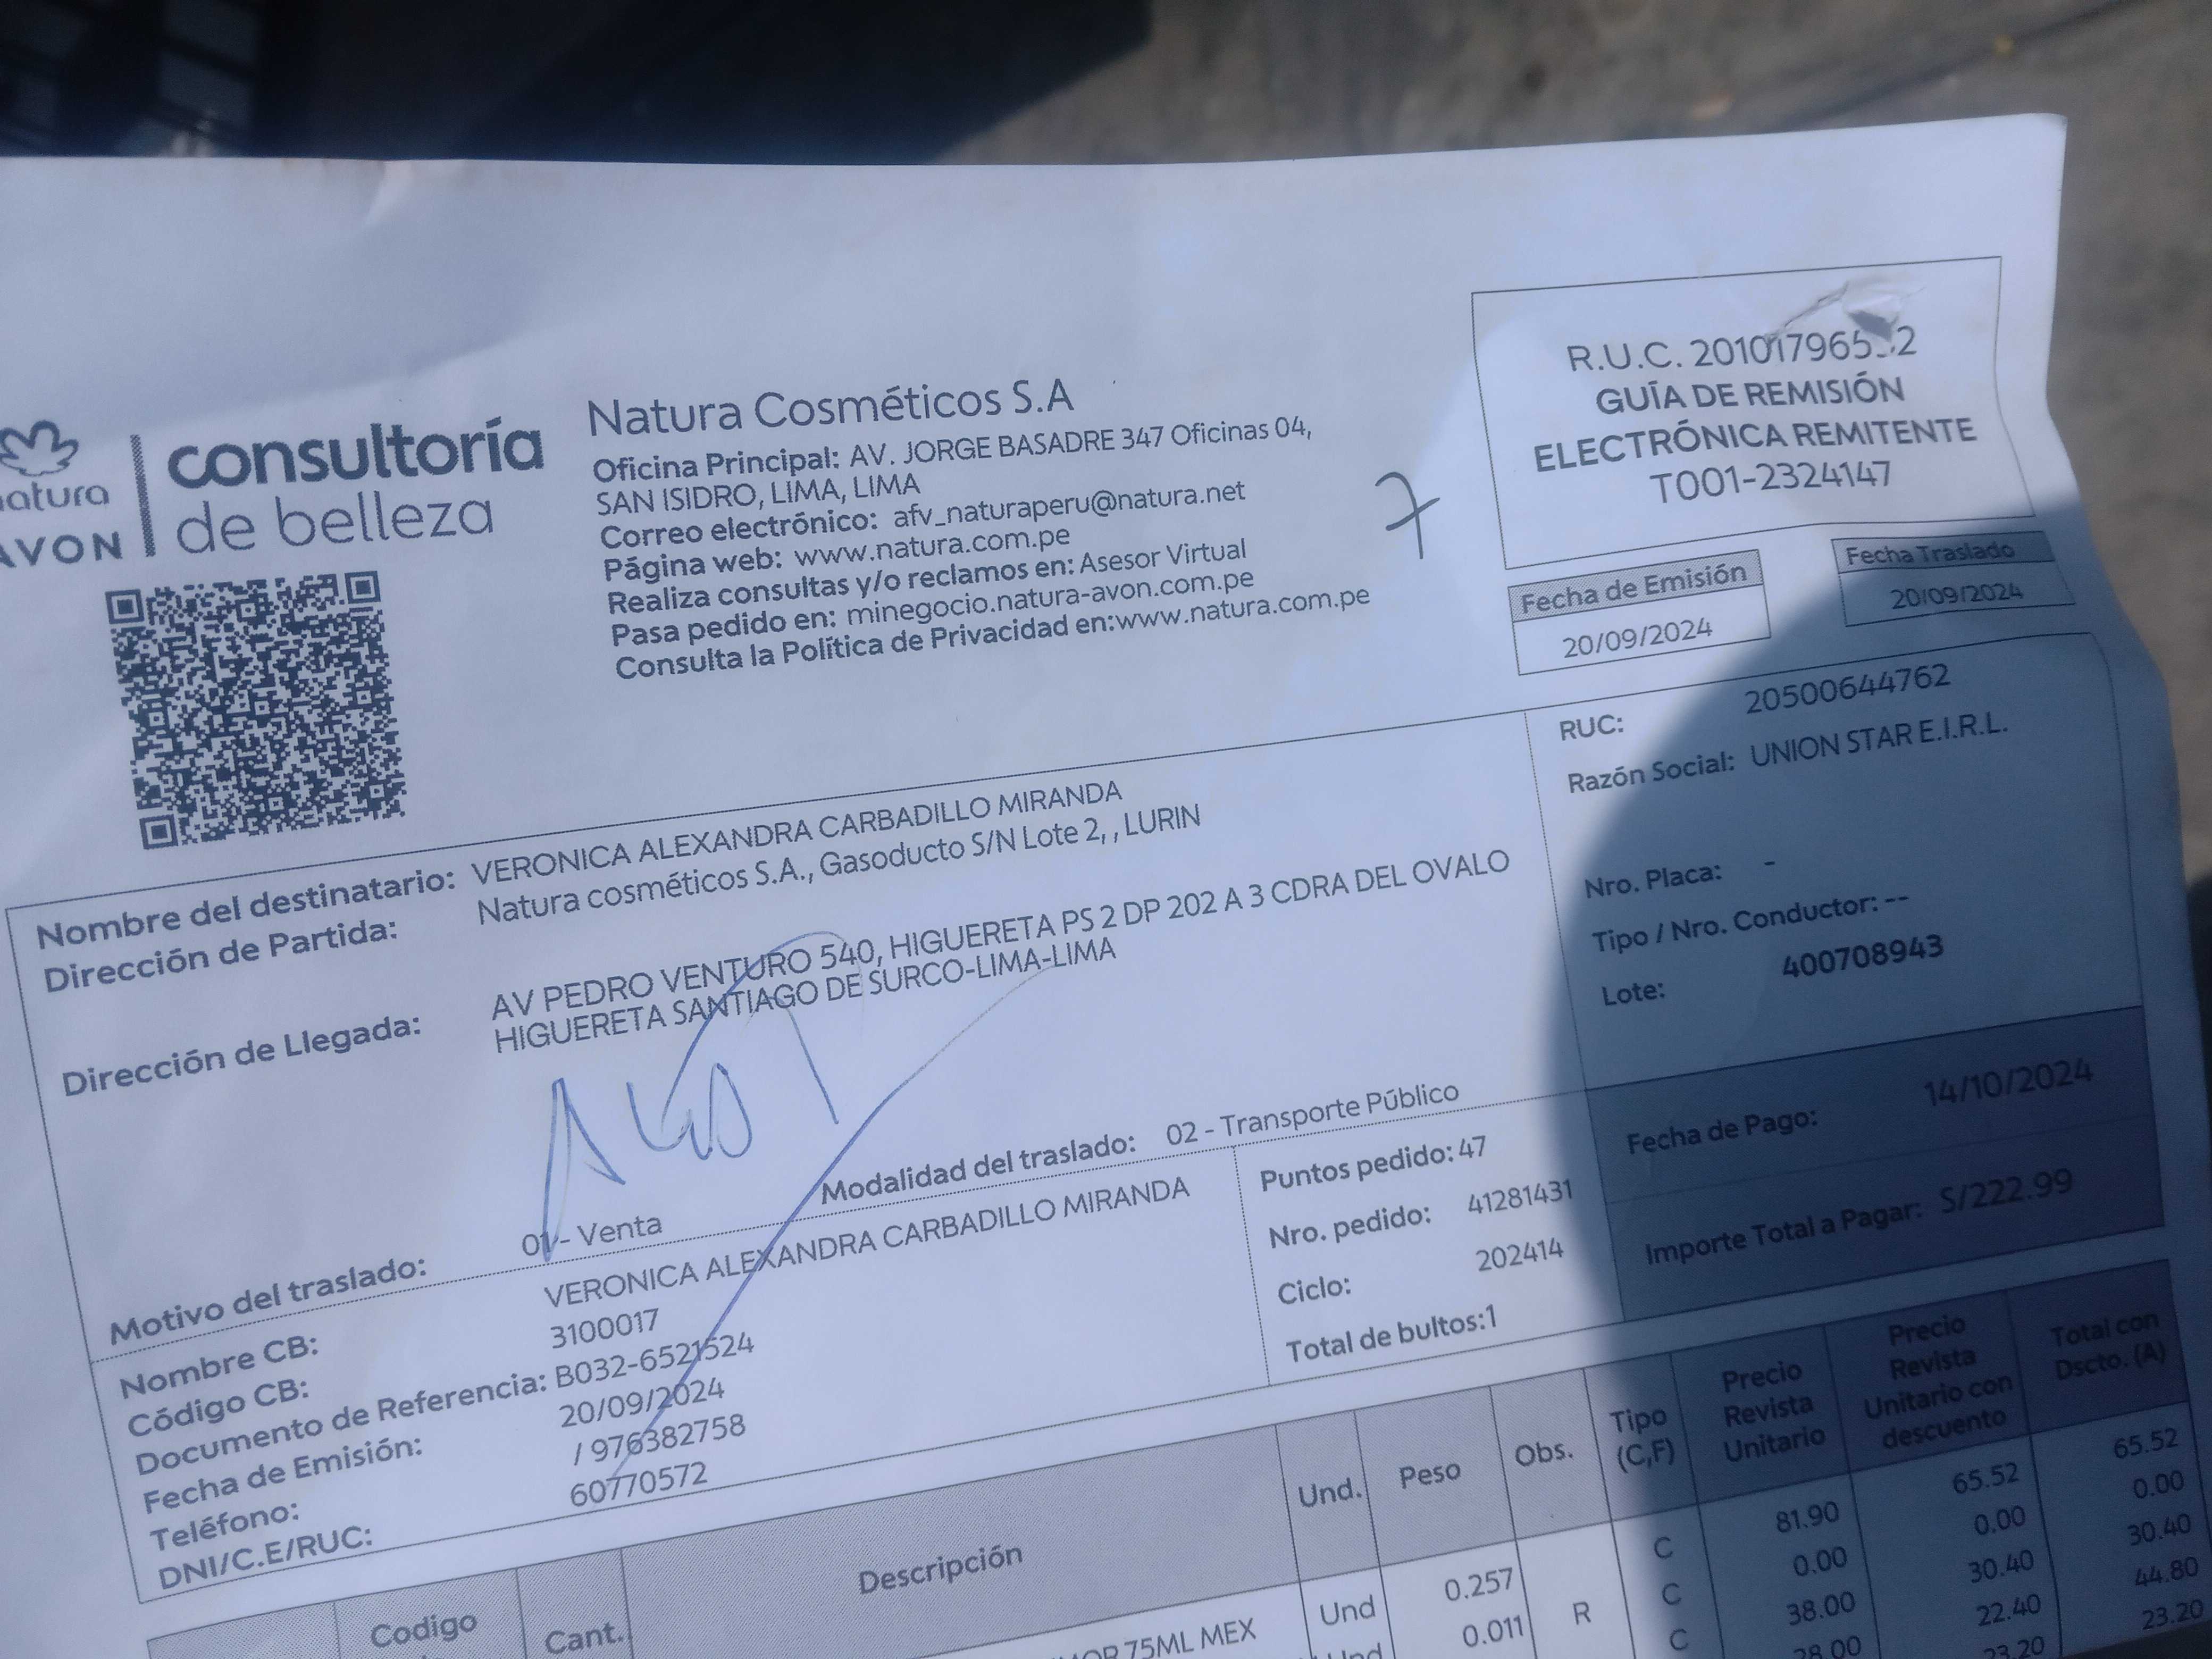 natura
AVON
consultoría
de belleza
Natura Cosméticos S.A
Oficina Principal: AV. JORGE BASADRE 347 Oficinas 04,
SAN ISIDRO, LIMA, LIMA
Correo electrónico: afv_naturaperu@natura.net
Página web: www.natura.com.pe
Realiza consultas y/o reclamos en: Asesor Virtual
Pasa pedido en: minegocio.natura-avon.com.pe
Consulta la Política de Privacidad en:www.natura.com.pe
7
R.U.C.
GUÍA DE REMISIÓN
ELECTRÓNICA REMITENTE
T001-2324147
Fecha de Emisión
20/09/2024
Fecha Traslado
20/09/2024
Nombre del destinatario: VERONICA ALEXANDRA CARBADILLO MIRANDA
Dirección de Partida: Natura cosméticos S.A., Gasoducto S/N Lote 2, , LURIN
Dirección de Llegada: AV PEDRO VENTURO 540, HIGUERETA PS 2 DP 202 A 3 CDRA DEL OVALO
HIGUERETA SANTIAGO DE SURCO-LIMA-LIMA
Motivo del traslado: 01 - Venta
Modalidad del traslado: 02 - Transporte Público
RUC: 20500644762
Razón Social: UNION STAR E.I.R.L.
Nro. Placa: -
Tipo / Nro. Conductor: --
Lote: 400708943
Nombre CB: VERONICA ALEXANDRA CARBADILLO MIRANDA
Código CB: 3100017
Documento de Referencia: B032-6521524
Fecha de Emisión: 20/09/2024
Teléfono: / 976382758
DNI/C.E/RUC: 60770572
Puntos pedido: 47
Nro. pedido: 41281431
Ciclo: 202414
Total de bultos:1
Fecha de Pago: 14/10/2024
Importe Total a Pagar: S/222.99
Codigo
Cant.
Descripción
Und.
Peso
Obs.
Tipo
(C,F)
Precio
Revista
Unitario
Precio
Revista
Unitario con
descuento
Total con
Dscto. (A)
75ML MEX Und 0.257 C 81.90 65.52 65.52
0.011 R C 0.00 0.00 0.00
C 38.00 30.40 30.40
28.00 22.40 44.80
23.20 23.20